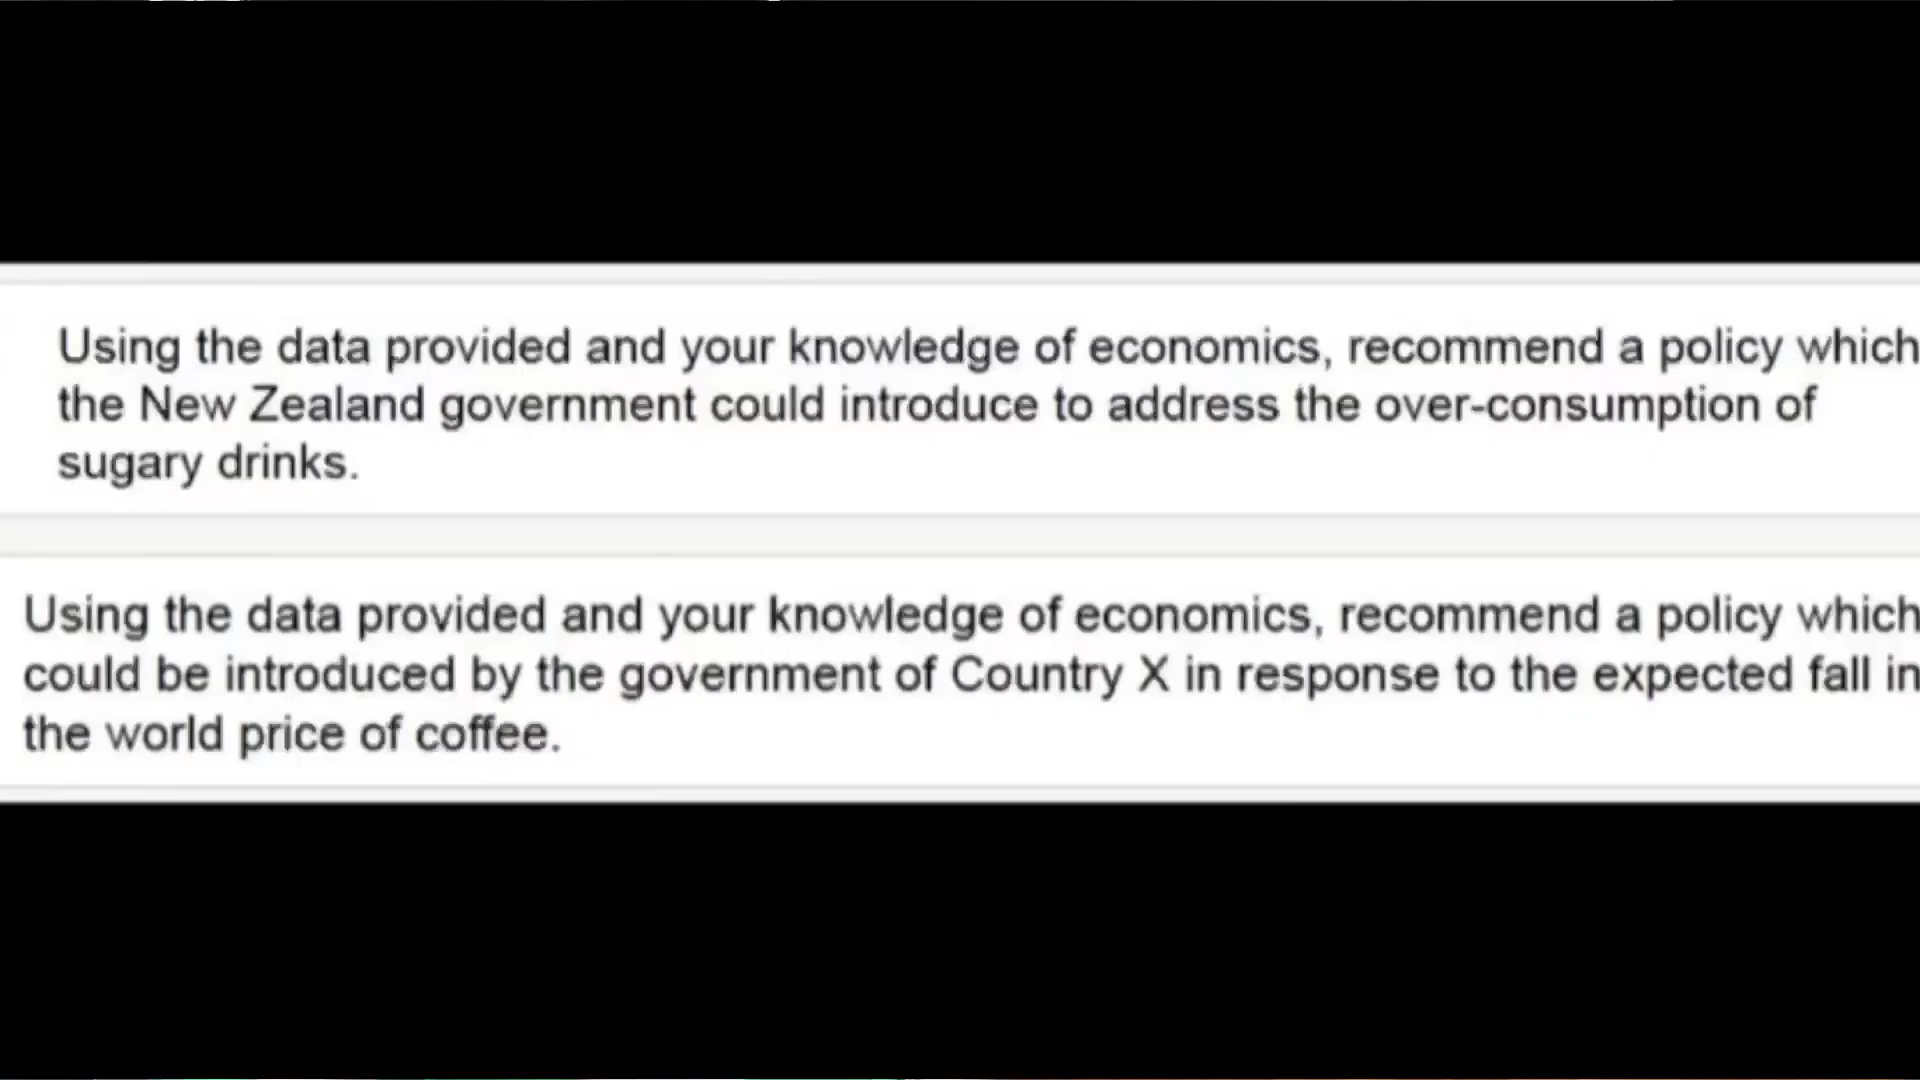 Using the data provided and your knowledge of economics, recommend a policy which
the New Zealand government could introduce to address the over-consumption of
sugary drinks.
Using the data provided and your knowledge of economics, recommend a policy which
could be introduced by the government of Country X in response to the expected fall in
the world price of coffee.